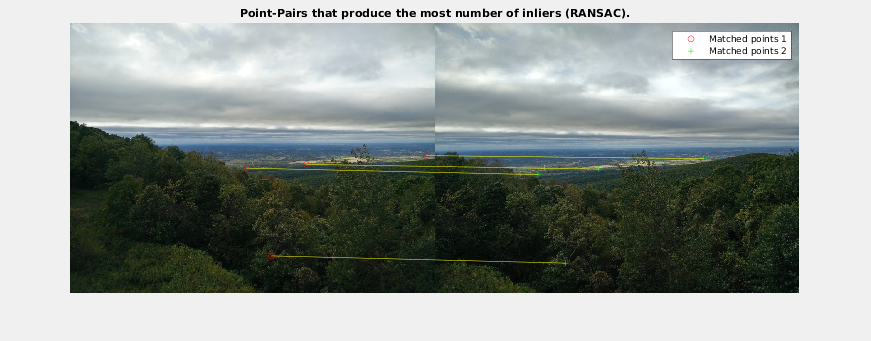 Point-Pairs that produce the most number of inliers (RANSAC).
Matched points 1
Matched points 2